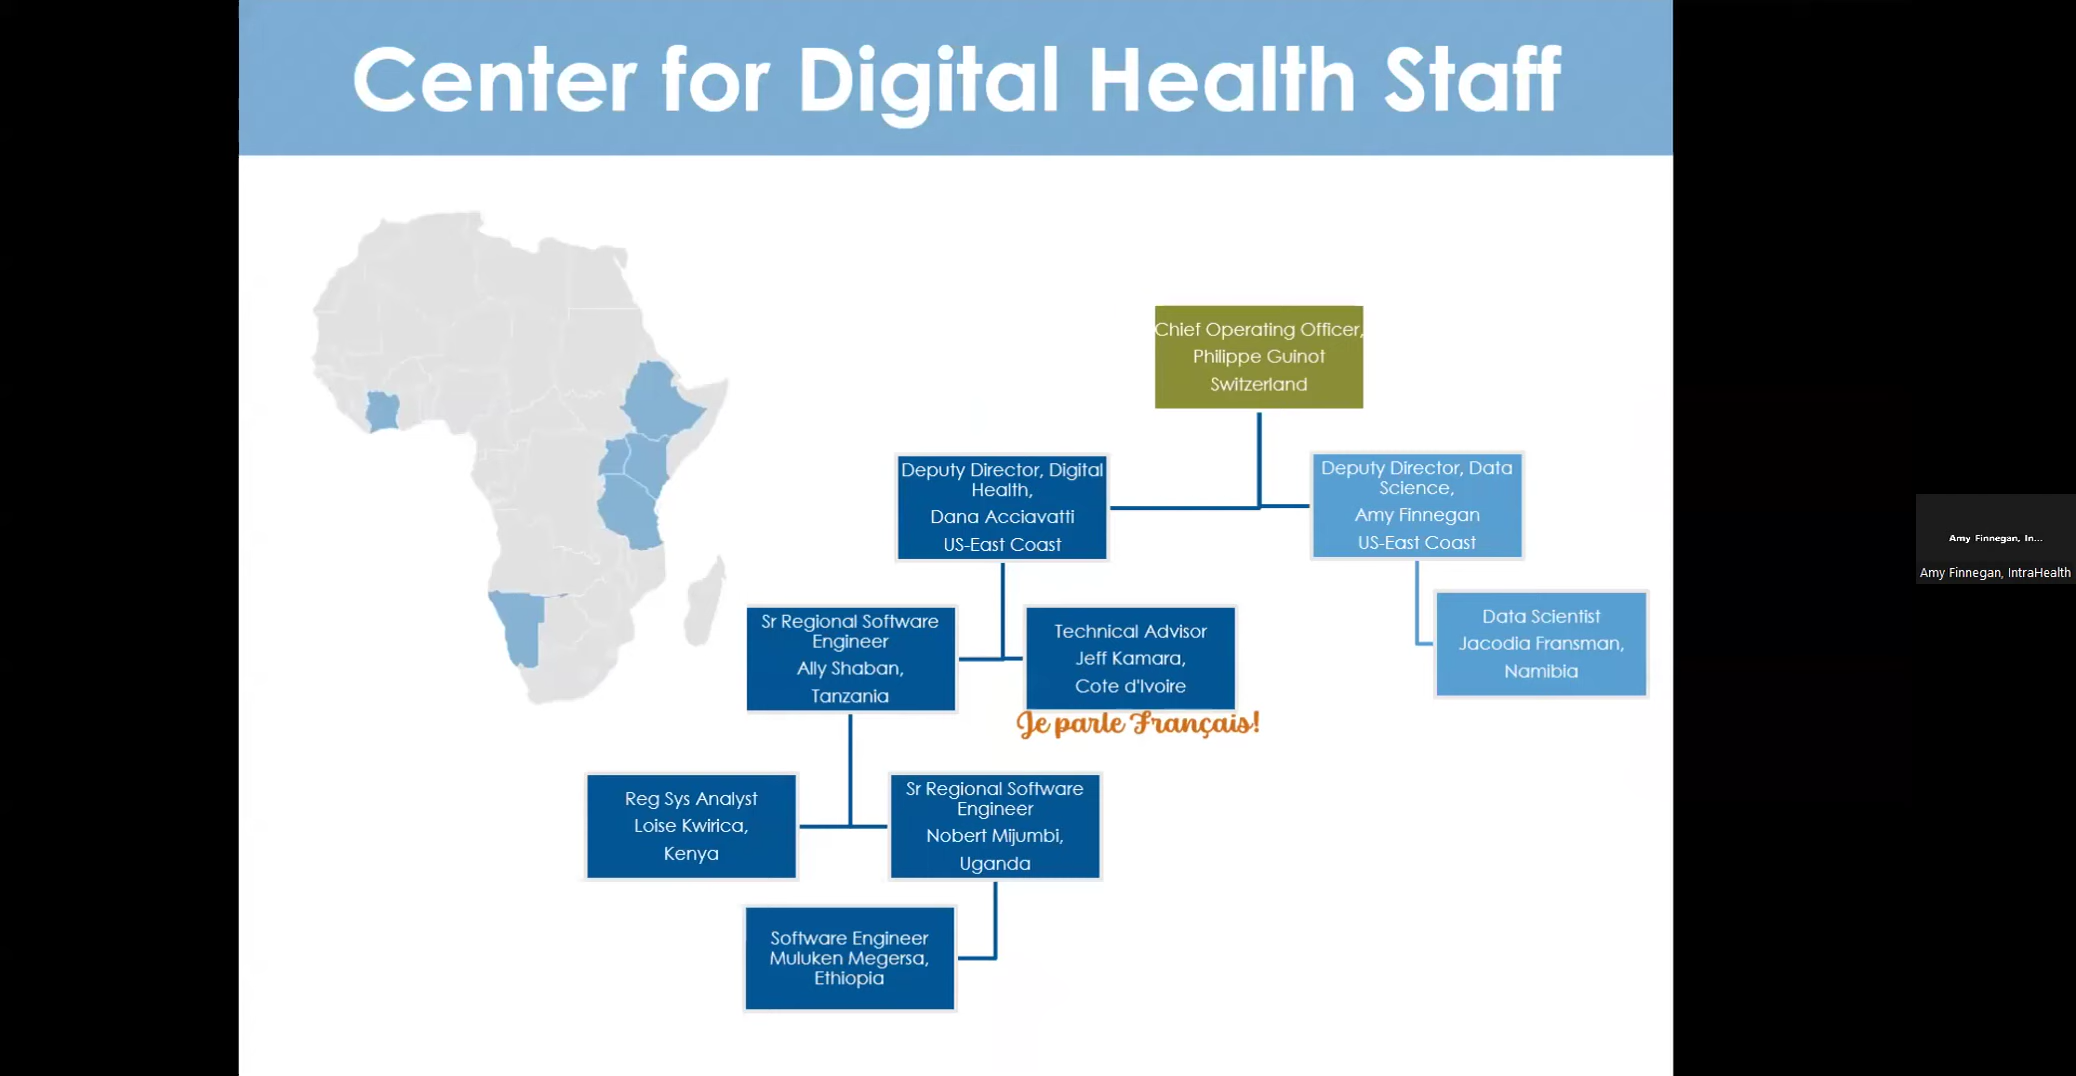 Center for Digital Health Staff
Chief Operating Officer,
Philippe Guinot
Switzerland
Deputy Director, Digital
Health,
Dana Acciavatti
US-East Coast
Deputy Director, Data
Science,
Amy Finnegan
US-East Coast
Sr Regional Software
Engineer
Ally Shaban,
Tanzania
Technical Advisor
Jeff Kamara,
Cote d'Ivoire
Je parle Français!
Data Scientist
Jacodia Fransman,
Namibia
Reg Sys Analyst
Loise Kwirica,
Kenya
Sr Regional Software
Engineer
Nobert Mijumbi,
Uganda
Software Engineer
Muluken Megersa,
Ethiopia
Amy Finnegan, In...
Amy Finnegan, IntraHealth